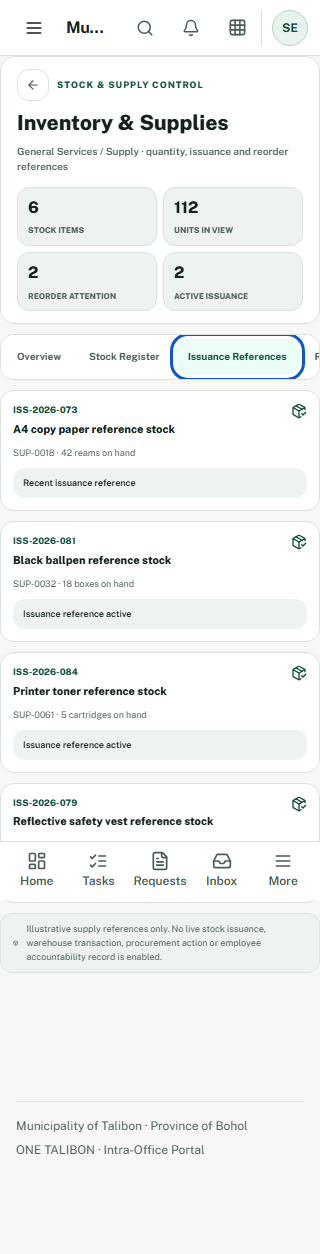 Mu...
SE
STOCK & SUPPLY CONTROL
Inventory & Supplies
General Services / Supply · quantity, issuance and reorder
references
6
STOCK ITEMS
112
UNITS IN VIEW
2
REORDER ATTENTION
2
ACTIVE ISSUANCE
Overview
Stock Register
Issuance References
ISS-2026-073
A4 copy paper reference stock
SUP-0018 · 42 reams on hand
Recent issuance reference
ISS-2026-081
Black ballpen reference stock
SUP-0032 · 18 boxes on hand
Issuance reference active
ISS-2026-084
Printer toner reference stock
SUP-0061 · 5 cartridges on hand
Issuance reference active
ISS-2026-079
Reflective safety vest reference stock
Home
Tasks
Requests
Inbox
More
Illustrative supply references only. No live stock issuance,
warehouse transaction, procurement action or employee
accountability record is enabled.
Municipality of Talibon · Province of Bohol
ONE TALIBON · Intra-Office Portal